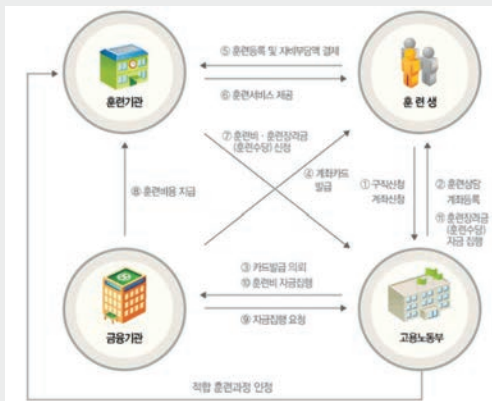 ⑤ 훈련등록 및 자비부담액 결제
훈련기관
⑥ 훈련서비스 제공
훈 련 생
⑦ 훈련비 · 훈련장려금
(훈련수당) 신청
④ 계좌카드
발급
① 구직신청
계좌신청
② 훈련상담
계좌등록
⑪ 훈련장려금
(훈련수당)
자금 집행
⑧ 훈련비용 지급
③ 카드발급 의뢰
⑩ 훈련비 자금집행
⑨ 자금집행 요청
금융기관
고용노동부
적합 훈련과정 인정